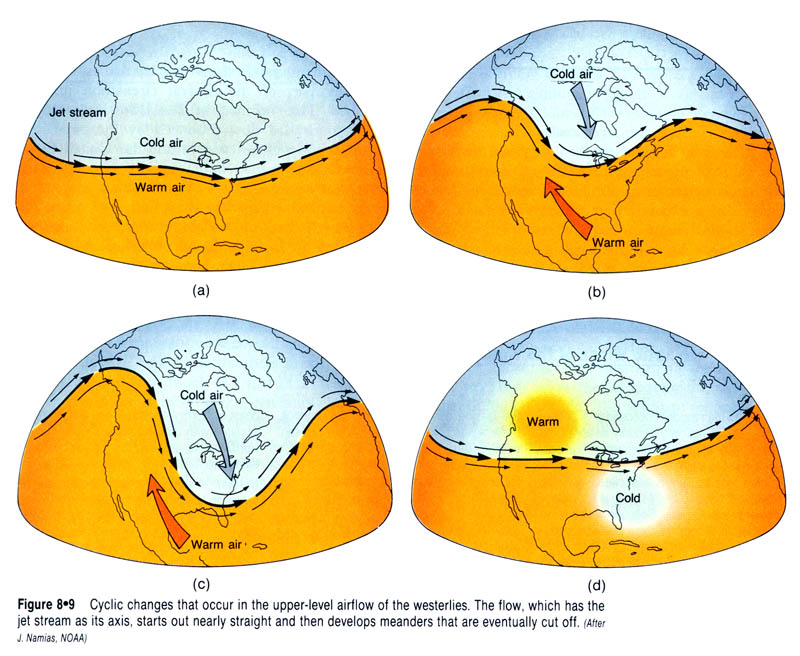 Jet stream
Cold air
Warm air
(a)
Cold air
Warm air
(b)
Cold air
Warm air
(c)
Warm
Cold
(d)
Figure 8•9 Cyclic changes that occur in the upper-level airflow of the westerlies. The flow, which has the
jet stream as its axis, starts out nearly straight and then develops meanders that are eventually cut off. (After
J. Namias, NOAA)